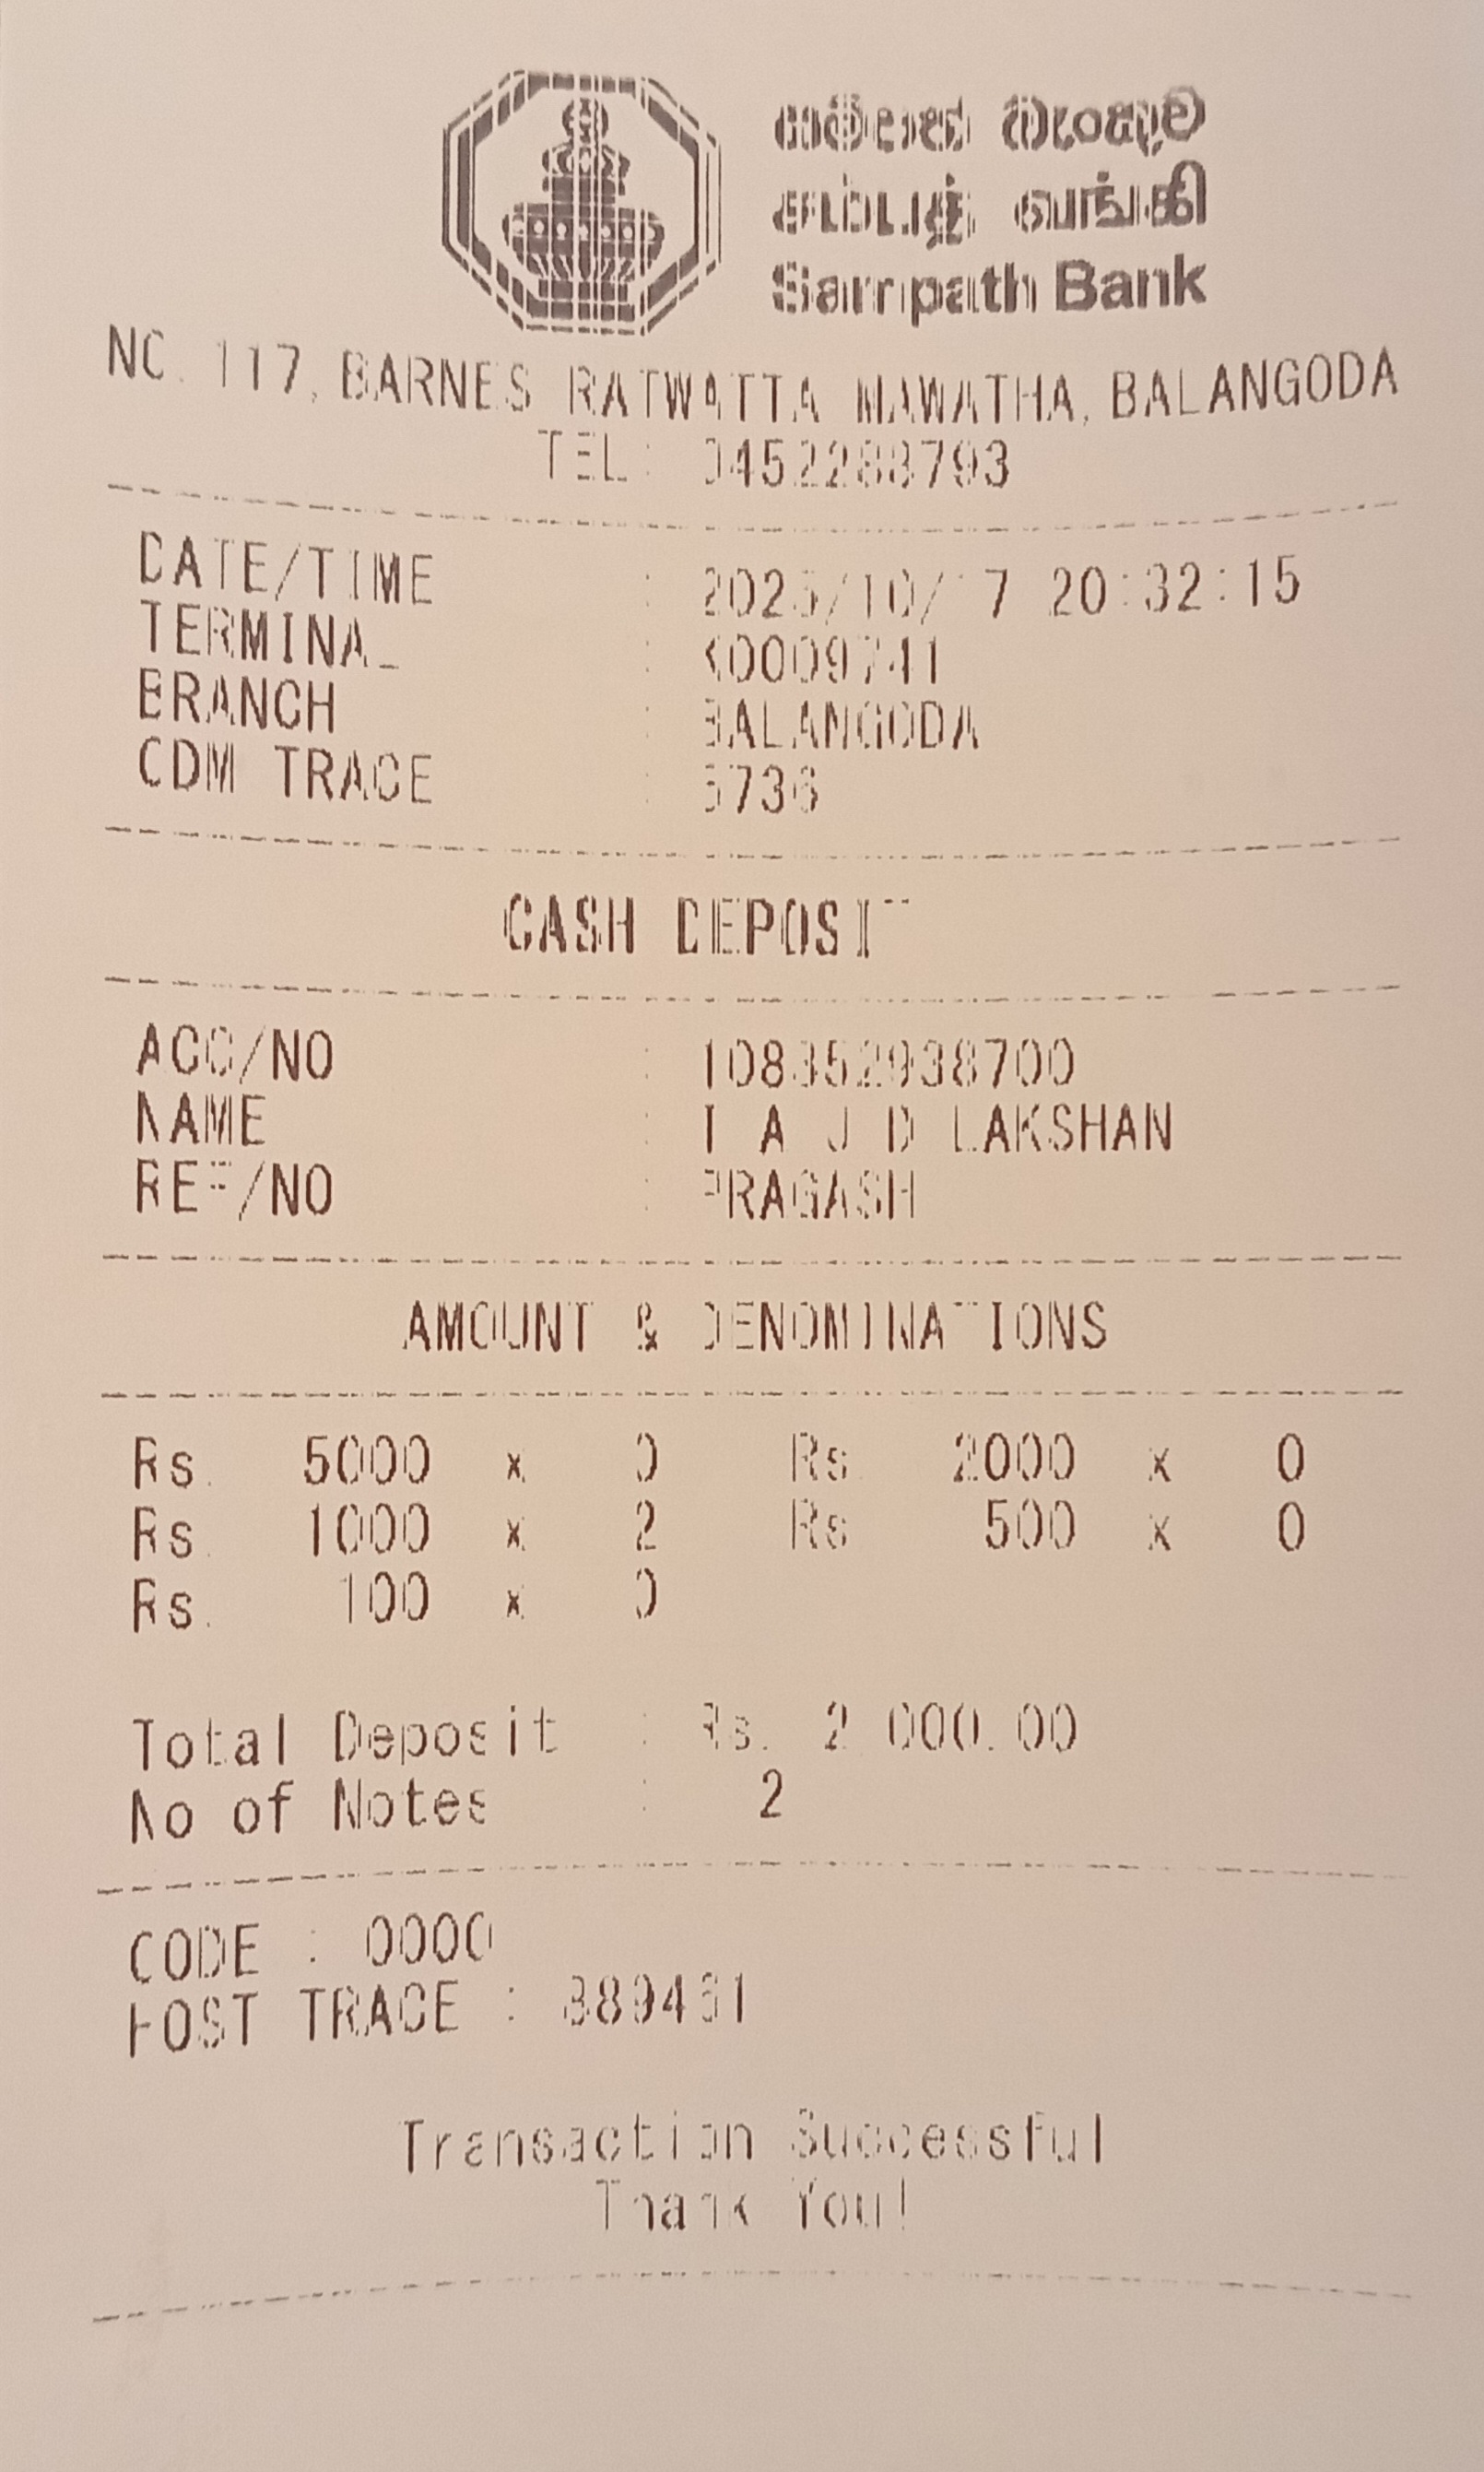 සම්පත් බැංකුව
சம்பத் வங்கி
Sampath Bank
NO. 117, BARNES RATWATTA MAWATHA, BALANGODA
TEL : 0452288793
DATE/TIME : 2025/10/17 20:32:15
TERMINAL : K0009741
BRANCH : BALANGODA
CDM TRACE : 5736
CASH DEPOSIT
ACC/NO : 108352938700
NAME : I A J D LAKSHAN
REF/NO : PRAGASH
AMOUNT & DENOMINATIONS
Rs. 5000 x 0 Rs. 2000 x 0
Rs. 1000 x 2 Rs. 500 x 0
Rs. 100 x 0
Total Deposit : Rs. 2,000.00
No of Notes : 2
CODE : 0000
HOST TRACE :
Transaction Successful
Thank You!